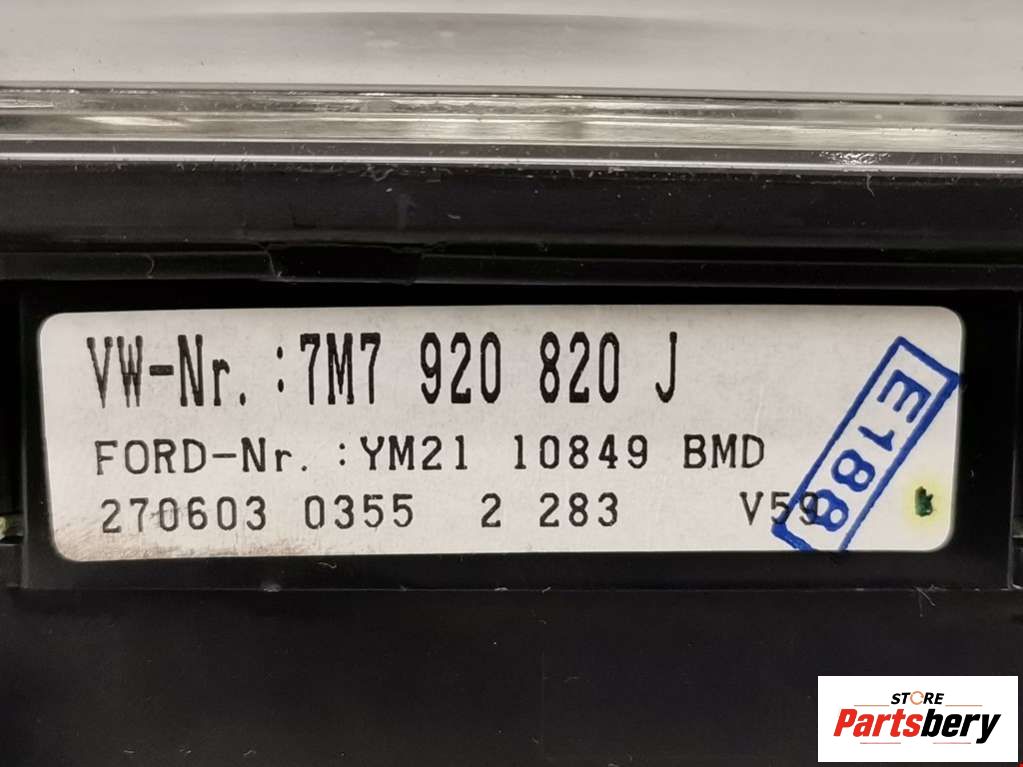 VW-Nr.:7M7 920 820 J
FORD-Nr.:YM21 10849 BMD
270603 0355 2 283 V59
E188
STORE
Partsbery